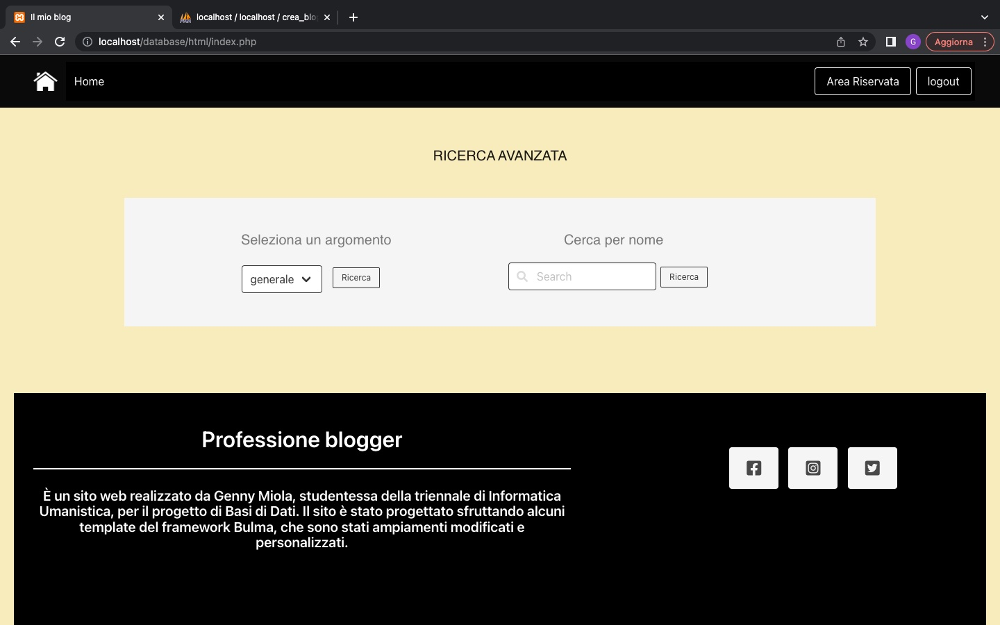 Il mio blog
localhost / localhost / crea_blo
localhost/database/html/index.php
G
Aggiorna
Home
Area Riservata
logout
RICERCA AVANZATA
Seleziona un argomento
Cerca per nome
generale
Ricerca
Search
Ricerca
Professione blogger
È un sito web realizzato da Genny Miola, studentessa della triennale di Informatica
Umanistica, per il progetto di Basi di Dati. Il sito è stato progettato sfruttando alcuni
template del framework Bulma, che sono stati ampiamenti modificati e
personalizzati.